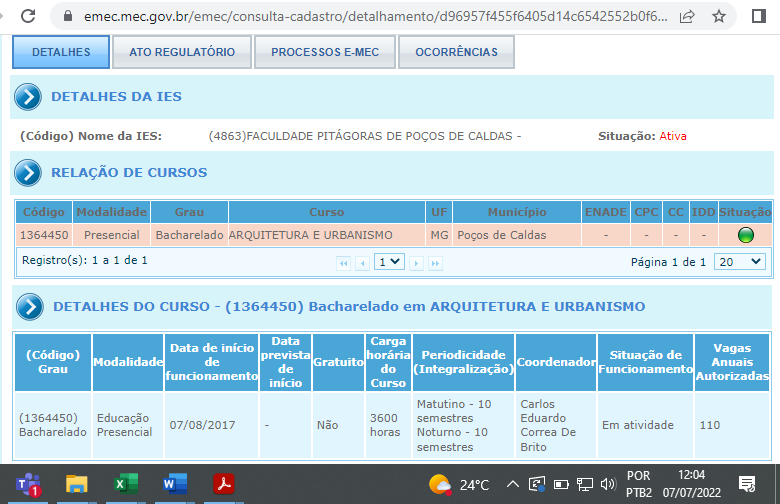 emec.mec.gov.br/emec/consulta-cadastro/detalhamento/d96957f455f6405d14c6542552b0f6...
DETALHES ATO REGULATÓRIO PROCESSOS E-MEC OCORRÊNCIAS
DETALHES DA IES
(Código) Nome da IES: (4863)FACULDADE PITÁGORAS DE POÇOS DE CALDAS - Situação: Ativa
RELAÇÃO DE CURSOS
Código Modalidade Grau Curso UF Município ENADE CPC CC IDD Situação
1364450 Presencial Bacharelado ARQUITETURA E URBANISMO MG Poços de Caldas - - - -
Registro(s): 1 a 1 de 1 1 Página 1 de 1 20
DETALHES DO CURSO - (1364450) Bacharelado em ARQUITETURA E URBANISMO
(Código) Grau
Modalidade
Data de início de funcionamento
Data prevista de início
Gratuito
Carga horária do Curso
Periodicidade (Integralização)
Coordenador
Situação de Funcionamento
Vagas Anuais Autorizadas
(1364450) Bacharelado
Educação Presencial
07/08/2017
-
Não
3600 horas
Matutino - 10 semestres
Noturno - 10 semestres
Carlos Eduardo Correa De Brito
Em atividade
110
1
24°C
POR
PTB2
12:04
07/07/2022